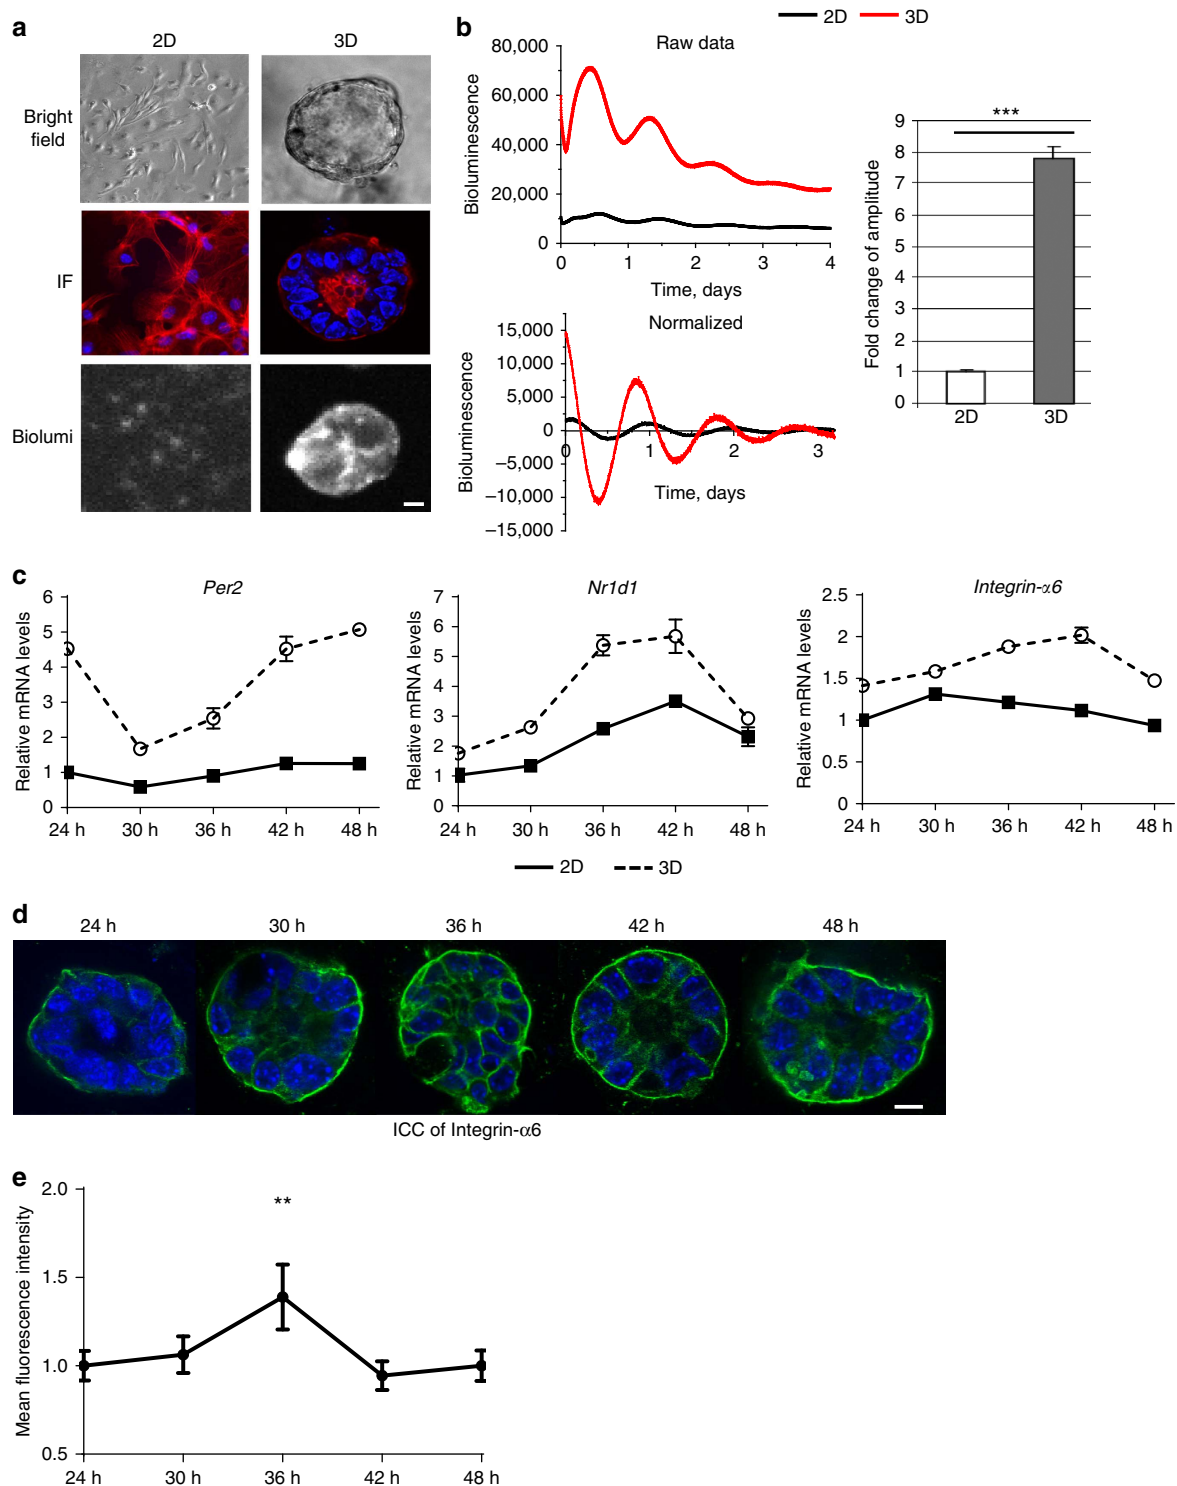 a
2D 3D
Bright
field
IF
Biolumi
b
2D 3D
Raw data
Bioluminescence
80,000
60,000
40,000
20,000
0
0 1 2 3 4
Time, days
Normalized
Bioluminescence
15,000
10,000
5,000
0
−5,000
−10,000
−15,000
0 1 2 3
Time, days
***
Fold change of amplitude
9
8
7
6
5
4
3
2
1
0
2D 3D
c
Per2
Relative mRNA levels
6
5
4
3
2
1
0
24 h 30 h 36 h 42 h 48 h
Nr1d1
Relative mRNA levels
7
6
5
4
3
2
1
0
24 h 30 h 36 h 42 h 48 h
Integrin-α6
Relative mRNA levels
2.5
2
1.5
1
0.5
0
24 h 30 h 36 h 42 h 48 h
2D 3D
d
24 h 30 h 36 h 42 h 48 h
ICC of Integrin-α6
e
Mean fluorescence intensity
2.0
1.5
1.0
0.5
**
24 h 30 h 36 h 42 h 48 h